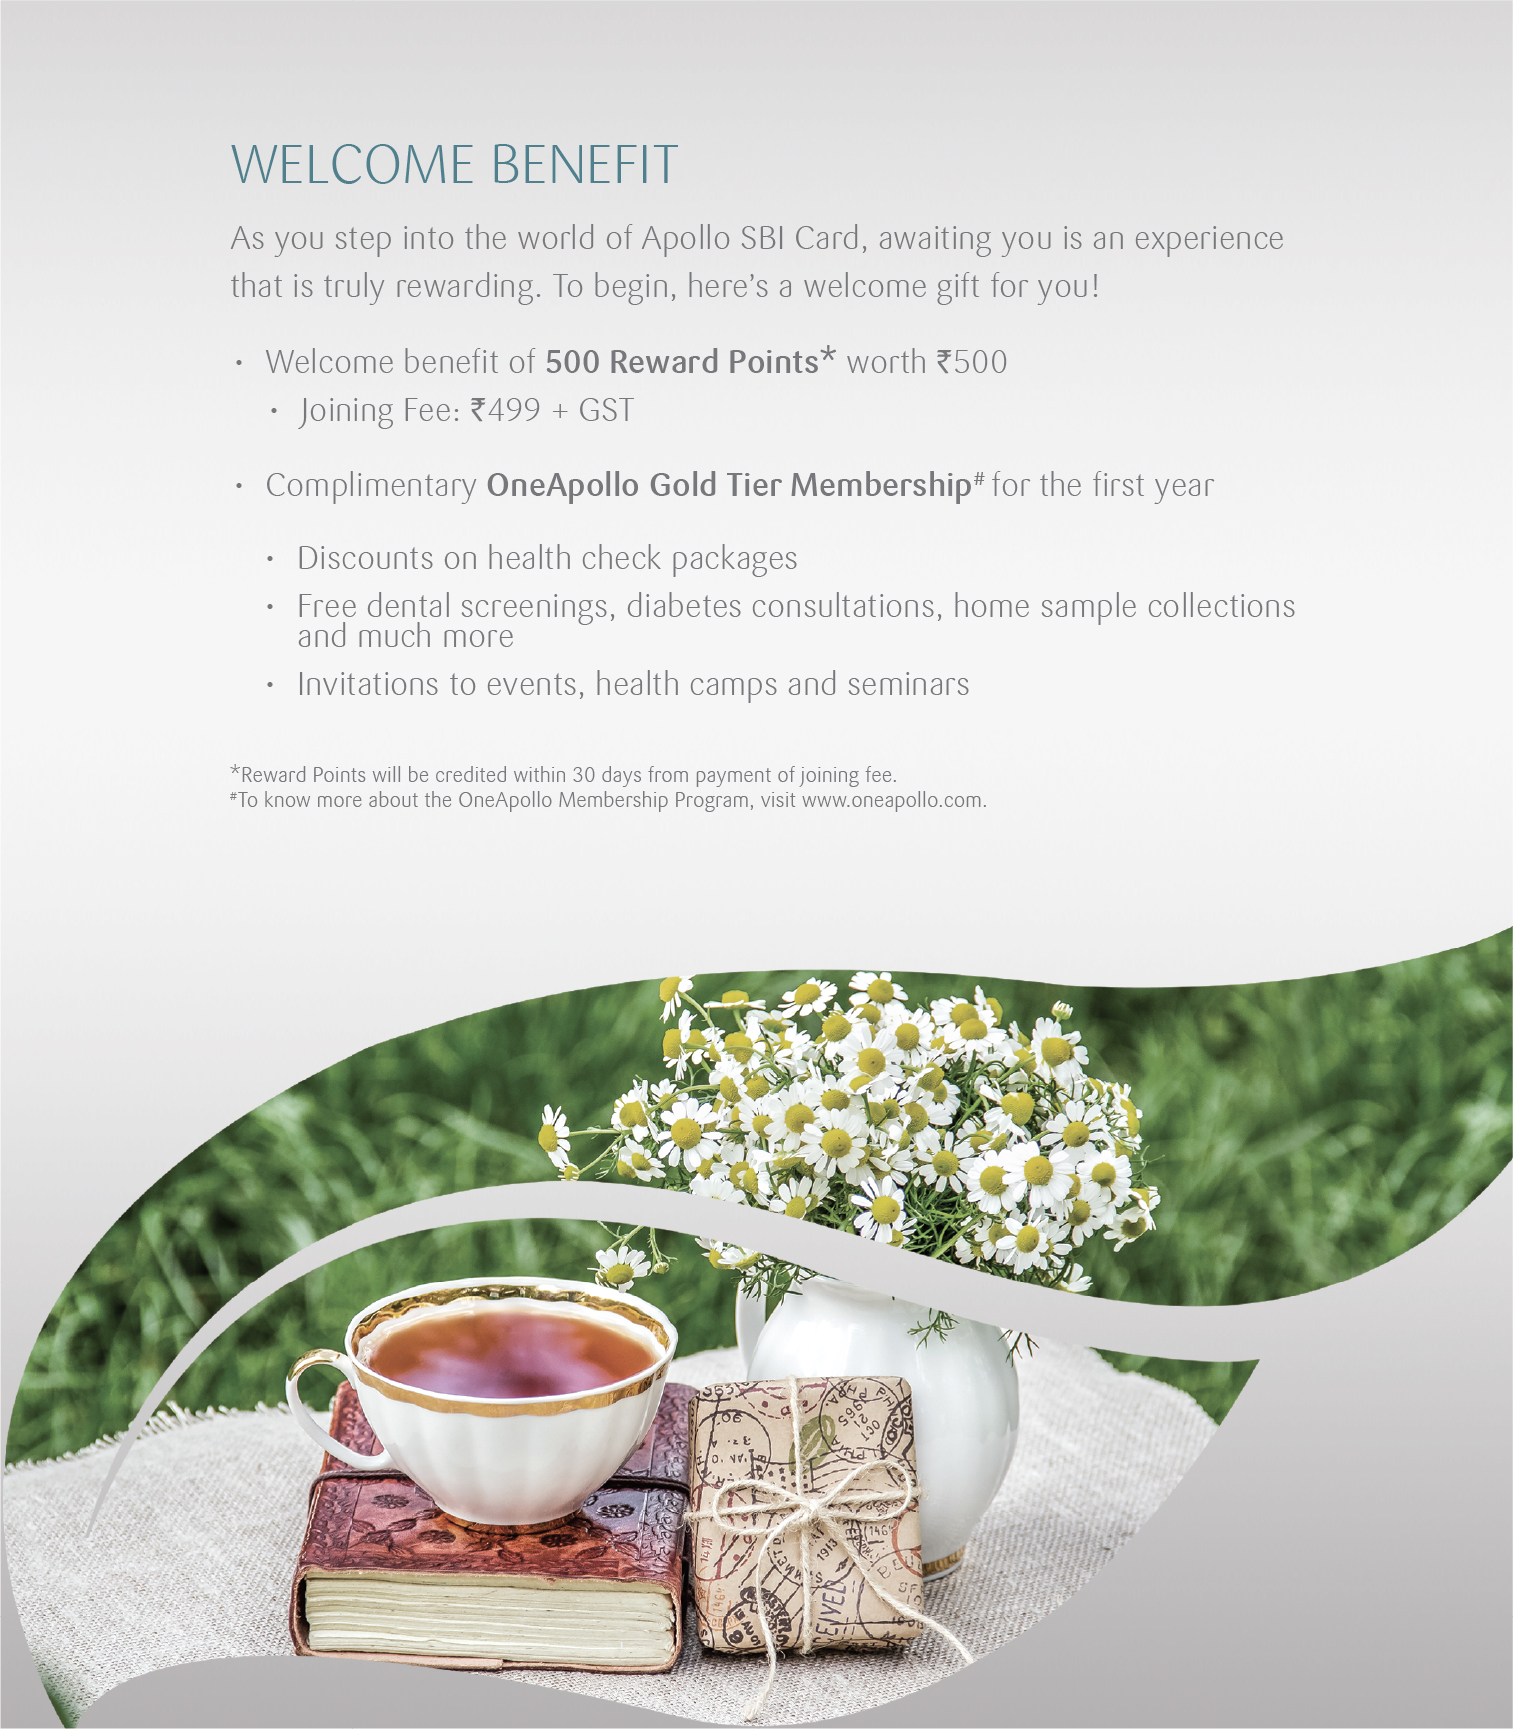 WELCOME BENEFIT
As you step into the world of Apollo SBI Card, awaiting you is an experience
that is truly rewarding. To begin, here’s a welcome gift for you!
• Welcome benefit of 500 Reward Points* worth ₹500
• Joining Fee: ₹499 + GST
• Complimentary OneApollo Gold Tier Membership# for the first year
• Discounts on health check packages
• Free dental screenings, diabetes consultations, home sample collections
and much more
• Invitations to events, health camps and seminars
*Reward Points will be credited within 30 days from payment of joining fee.
#To know more about the OneApollo Membership Program, visit www.oneapollo.com.